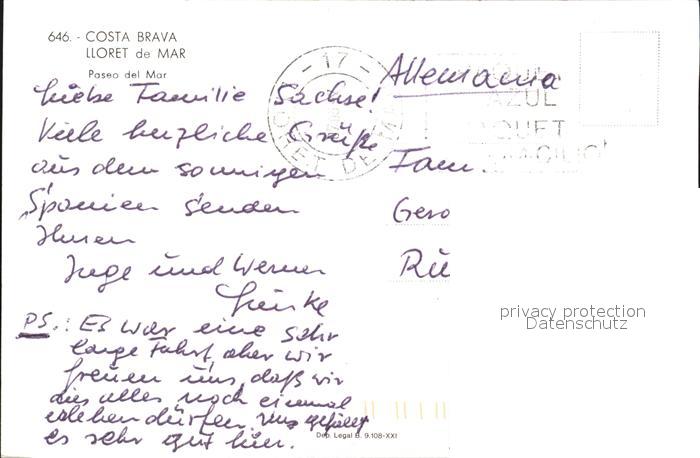 646. - COSTA BRAVA
LLORET de MAR
Paseo del Mar
Liebe Familie Sachse!
Viele herzliche Grüße
aus dem sonnigen
Spanien senden
Ihnen
Inge und Werner
PS.: Es war eine sehr
lange Fahrt, aber wir
freuen uns, daß wir
dies alles noch einmal
erleben dürfen. Uns gefällt
es sehr gut hier.
Dep. Legal B. 9.108-XXI
- 17 -
AZUL
Allemania
Fam
Gero
Rü
privacy protection
Datenschutz